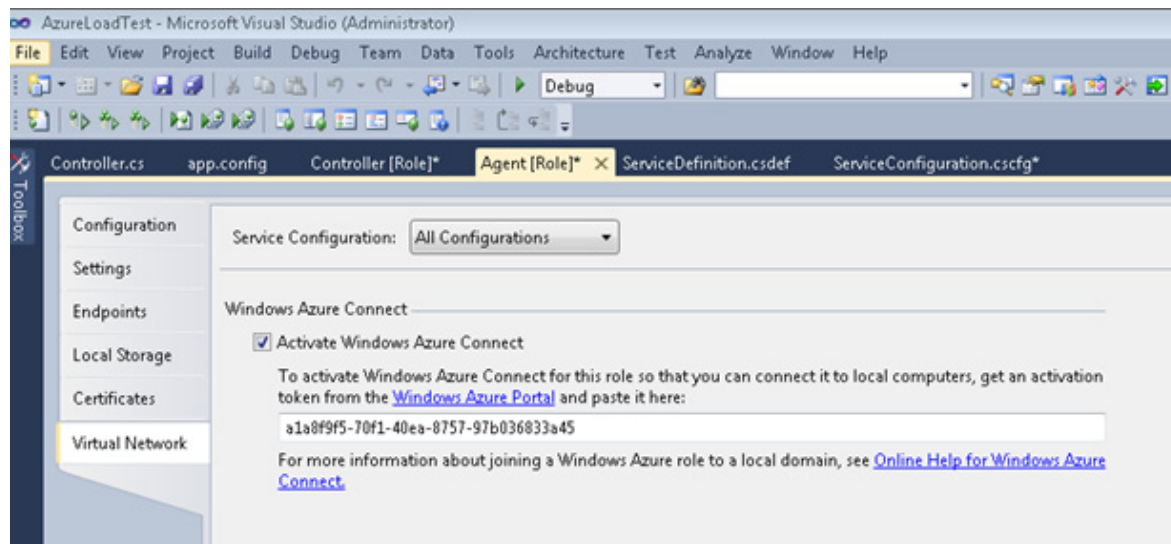 AzureLoadTest - Microsoft Visual Studio (Administrator)
File Edit View Project Build Debug Team Data Tools Architecture Test Analyze Window Help
Debug
Controller.cs app.config Controller [Role]* Agent [Role]* ServiceDefinition.csdef ServiceConfiguration.cscfg*
Toolbox
Configuration
Settings
Endpoints
Local Storage
Certificates
Virtual Network
Service Configuration: All Configurations
Windows Azure Connect
Activate Windows Azure Connect
To activate Windows Azure Connect for this role so that you can connect it to local computers, get an activation
token from the Windows Azure Portal and paste it here:
a1a8f9f5-70f1-40ea-8757-97b036833a45
For more information about joining a Windows Azure role to a local domain, see Online Help for Windows Azure
Connect.